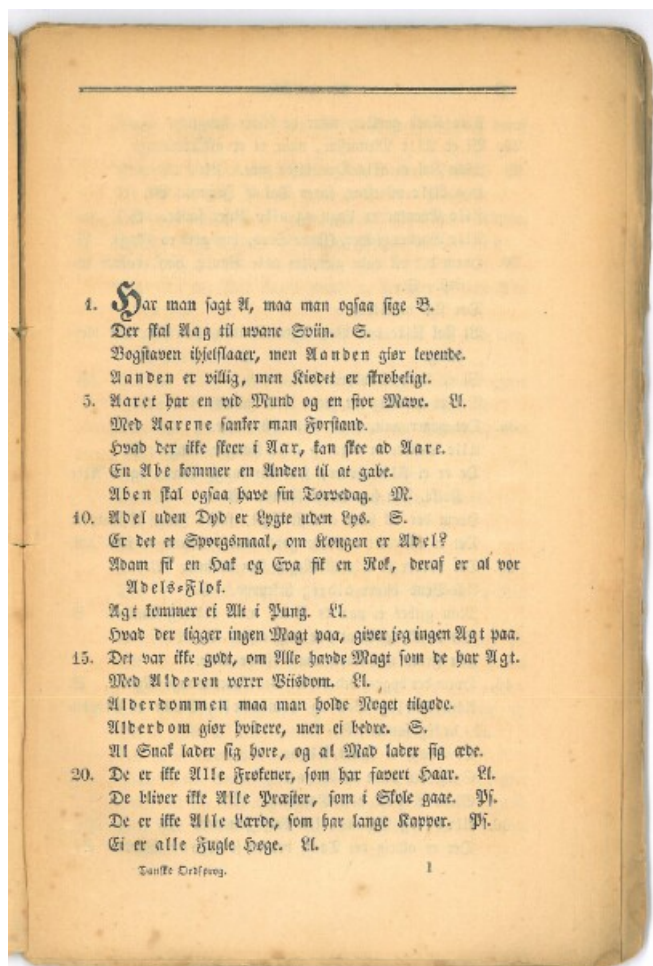 1. Har man sagt A, maa man ogsaa sige B.
Der skal Aag til uvane Sviin. S.
Bogstaven ihjelslaaer, men Aanden giør levende.
Aanden er villig, men Kiødet er skrøbeligt.
5. Aaret har en vid Mund og en stor Mave. Ll.
Med Aarene sanker man Forstand.
Hvad der ikke skeer i Aar, kan skee ad Aare.
En Abe kommer en Anden til at gabe.
Aben skal ogsaa have sin Torvedag. M.
10. Adel uden Dyd er Lygte uden Lys. S.
Er det et Spørgsmaal, om Kongen er Adel?
Adam fik en Hak og Eva fik en Rok, deraf er al vor
Adels-Flok.
Agt kommer ei Alt i Pung. Ll.
Hvad der ligger ingen Magt paa, giver jeg ingen Agt paa.
15. Det var ikke godt, om Alle havde Magt som de har Agt.
Med Alderen voxer Viisdom. Ll.
Alderdommen maa man holde Noget tilgode.
Alderdom giør hvidere, men ei bedre. S.
Al Snak lader sig høre, og al Mad lader sig æde.
20. De er ikke Alle Frøkener, som har favert Haar. Ll.
De bliver ikke Alle Præster, som i Skole gaae. Ps.
De er ikke Alle Lærde, som har lange Kapper. Ps.
Ei er alle Fugle Høge. Ll.
Danske Ordsprog. 1